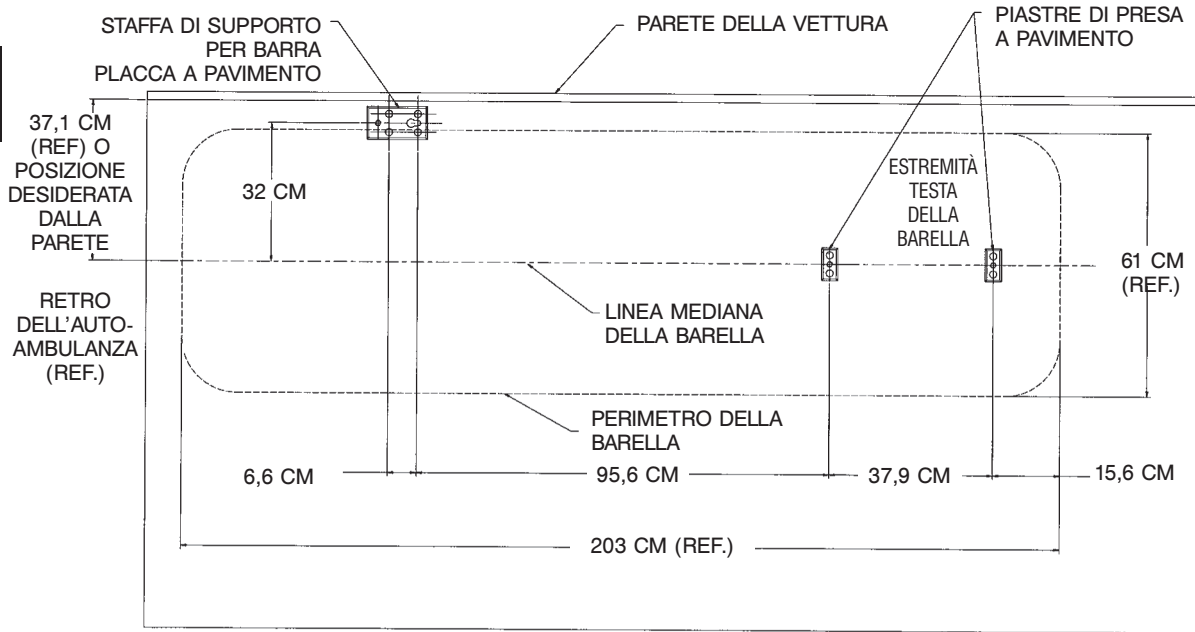 STAFFA DI SUPPORTO
PER BARRA
PLACCA A PAVIMENTO
PARETE DELLA VETTURA
PIASTRE DI PRESA
A PAVIMENTO
37,1 CM
(REF) O
POSIZIONE
DESIDERATA
DALLA
PARETE
32 CM
ESTREMITÀ
TESTA
DELLA
BARELLA
61 CM
(REF.)
RETRO
DELL'AUTO-
AMBULANZA
(REF.)
LINEA MEDIANA
DELLA BARELLA
PERIMETRO DELLA
BARELLA
6,6 CM
95,6 CM
37,9 CM
15,6 CM
203 CM (REF.)